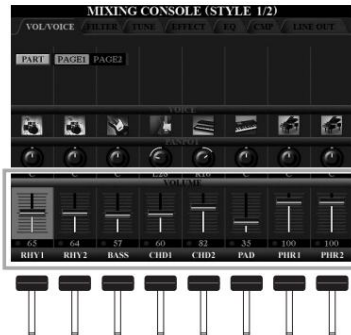 MIXING CONSOLE (STYLE 1/2)
VOL/VOICE FILTER TUNE EFFECT EQ CMP LINE OUT
PART PAGE1 PAGE2
VOICE
PANPOT
C C C L28 R16 C C C
VOLUME
65 64 57 60 82 35 100 100
RHY1 RHY2 BASS CHD1 CHD2 PAD PHR1 PHR2